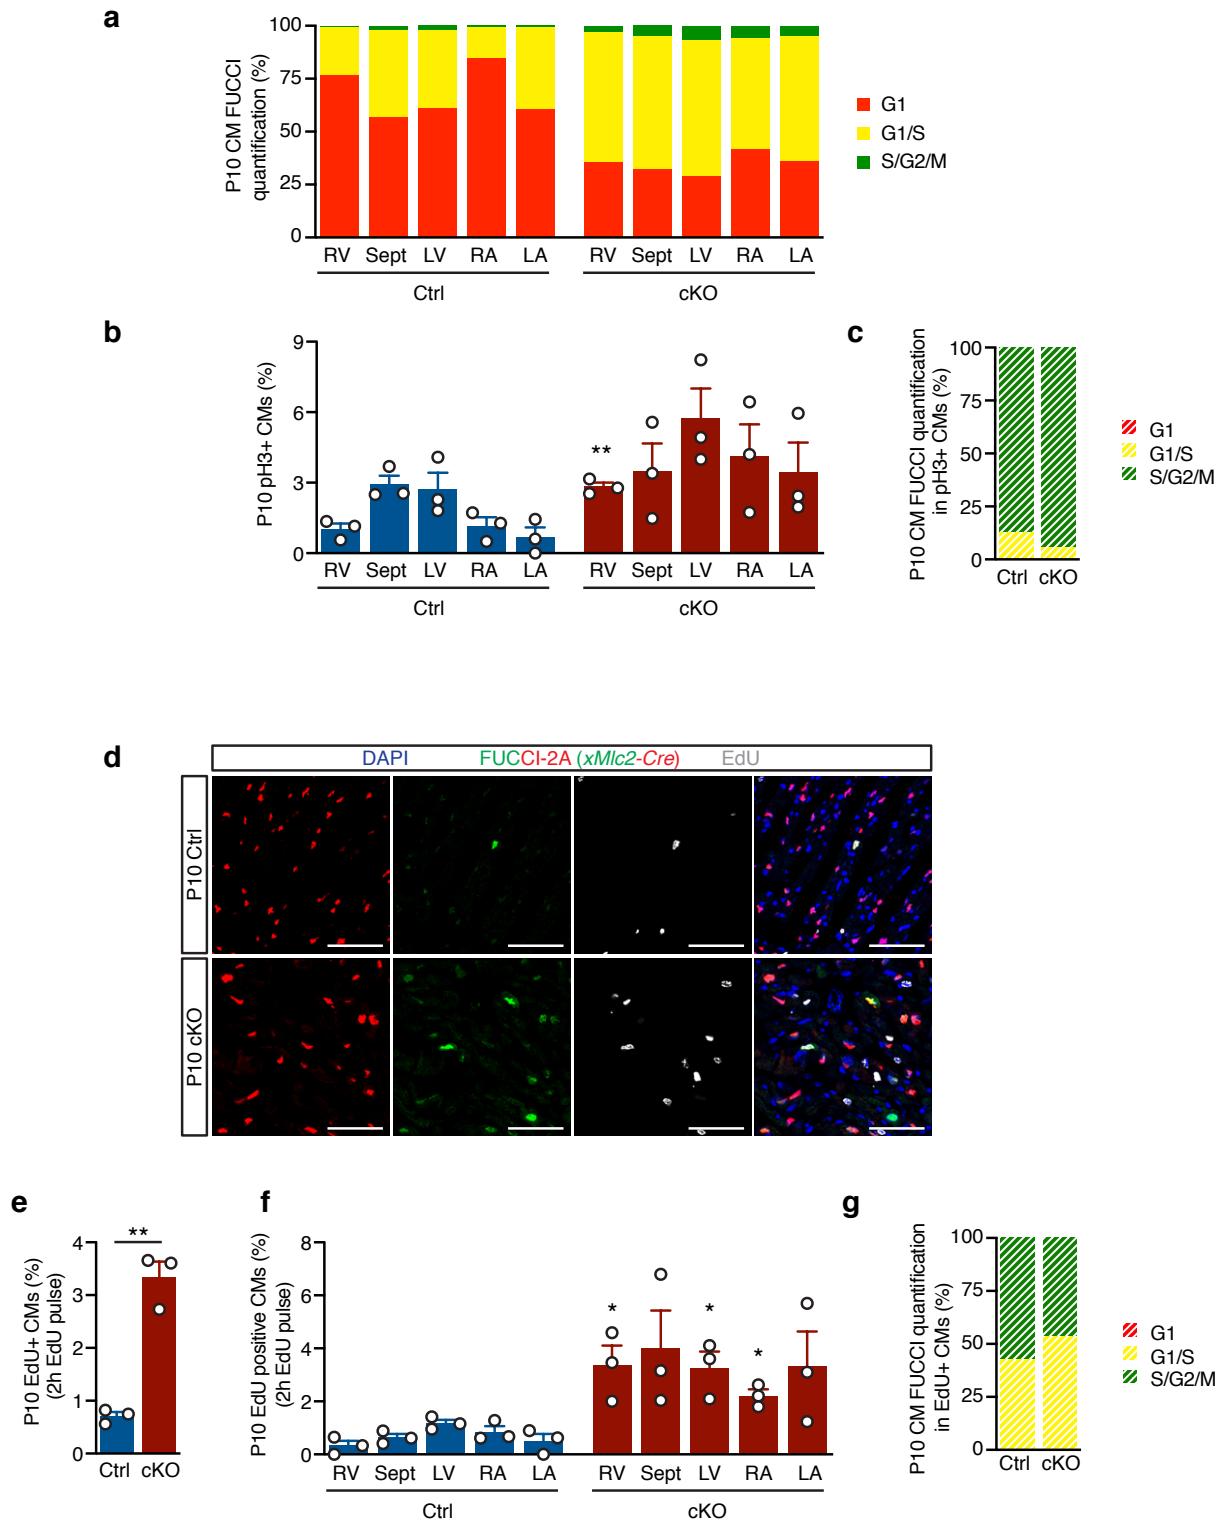 a
P10 CM FUCCI
quantification (%)
100
75
50
25
0
RV Sept LV RA LA
Ctrl
RV Sept LV RA LA
cKO
G1
G1/S
S/G2/M
b
P10 pH3+ CMs (%)
9
6
3
0
**
RV Sept LV RA LA
Ctrl
RV Sept LV RA LA
cKO
c
P10 CM FUCCI quantification
in pH3+ CMs (%)
100
75
50
25
0
Ctrl cKO
G1
G1/S
S/G2/M
d
DAPI FUCCI-2A (xMlc2-Cre) EdU
P10 Ctrl
P10 cKO
e
P10 EdU+ CMs (%)
(2h EdU pulse)
4
3
2
1
0
**
Ctrl cKO
f
P10 EdU positive CMs (%)
(2h EdU pulse)
8
6
4
2
0
* * *
RV Sept LV RA LA
Ctrl
RV Sept LV RA LA
cKO
g
P10 CM FUCCI quantification
in EdU+ CMs (%)
100
75
50
25
0
Ctrl cKO
G1
G1/S
S/G2/M